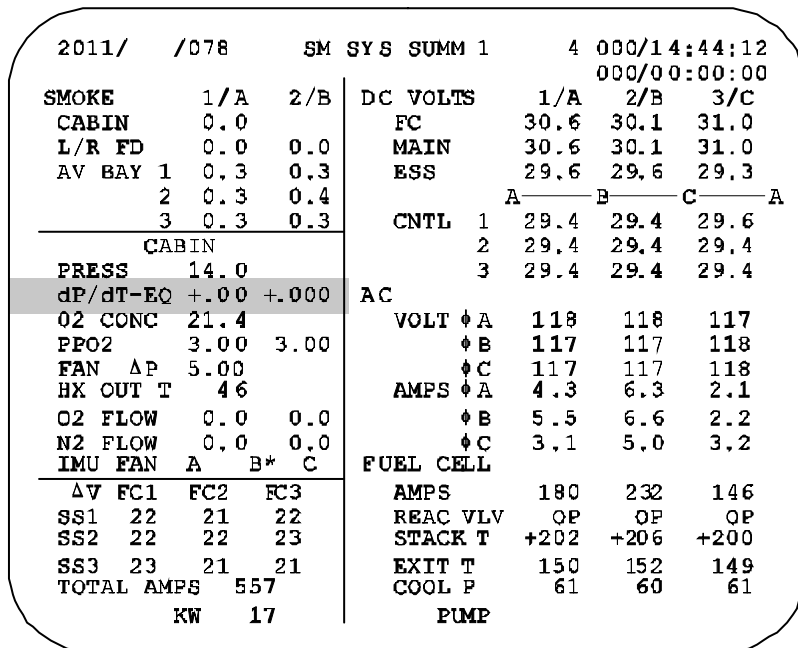 2011/ /078 SM SYS SUMM 1 4 000/14:44:12
000/00:00:00
SMOKE 1/A 2/B
CABIN 0.0
L/R FD 0.0 0.0
AV BAY 1 0.3 0.3
2 0.3 0.4
3 0.3 0.3
CABIN
PRESS 14.0
dP/dT-EQ +.00 +.000
O2 CONC 21.4
PPO2 3.00 3.00
FAN ΔP 5.00
HX OUT T 46
O2 FLOW 0.0 0.0
N2 FLOW 0.0 0.0
IMU FAN A B* C
ΔV FC1 FC2 FC3
SS1 22 21 22
SS2 22 22 23
SS3 23 21 21
TOTAL AMPS 557
KW 17
DC VOLTS 1/A 2/B 3/C
FC 30.6 30.1 31.0
MAIN 30.6 30.1 31.0
ESS 29.6 29.6 29.3
A B C A
CNTL 1 29.4 29.4 29.6
2 29.4 29.4 29.4
3 29.4 29.4 29.4
AC
VOLT ϕA 118 118 117
ϕB 117 117 118
ϕC 117 117 118
AMPS ϕA 4.3 6.3 2.1
ϕB 5.5 6.6 2.2
ϕC 3.1 5.0 3.2
FUEL CELL
AMPS 180 232 146
REAC VLV OP OP OP
STACK T +202 +206 +200
EXIT T 150 152 149
COOL P 61 60 61
PUMP